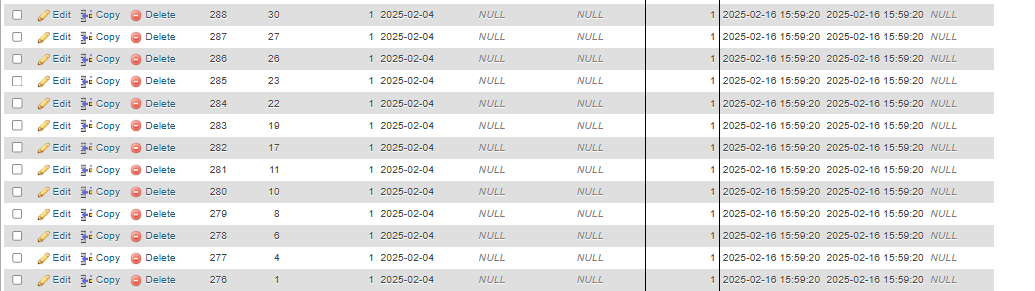 Edit Copy Delete 288 30 1 2025-02-04 NULL NULL 1 2025-02-16 15:59:20 2025-02-16 15:59:20 NULL
Edit Copy Delete 287 27 1 2025-02-04 NULL NULL 1 2025-02-16 15:59:20 2025-02-16 15:59:20 NULL
Edit Copy Delete 286 26 1 2025-02-04 NULL NULL 1 2025-02-16 15:59:20 2025-02-16 15:59:20 NULL
Edit Copy Delete 285 23 1 2025-02-04 NULL NULL 1 2025-02-16 15:59:20 2025-02-16 15:59:20 NULL
Edit Copy Delete 284 22 1 2025-02-04 NULL NULL 1 2025-02-16 15:59:20 2025-02-16 15:59:20 NULL
Edit Copy Delete 283 19 1 2025-02-04 NULL NULL 1 2025-02-16 15:59:20 2025-02-16 15:59:20 NULL
Edit Copy Delete 282 17 1 2025-02-04 NULL NULL 1 2025-02-16 15:59:20 2025-02-16 15:59:20 NULL
Edit Copy Delete 281 11 1 2025-02-04 NULL NULL 1 2025-02-16 15:59:20 2025-02-16 15:59:20 NULL
Edit Copy Delete 280 10 1 2025-02-04 NULL NULL 1 2025-02-16 15:59:20 2025-02-16 15:59:20 NULL
Edit Copy Delete 279 8 1 2025-02-04 NULL NULL 1 2025-02-16 15:59:20 2025-02-16 15:59:20 NULL
Edit Copy Delete 278 6 1 2025-02-04 NULL NULL 1 2025-02-16 15:59:20 2025-02-16 15:59:20 NULL
Edit Copy Delete 277 4 1 2025-02-04 NULL NULL 1 2025-02-16 15:59:20 2025-02-16 15:59:20 NULL
Edit Copy Delete 276 1 1 2025-02-04 NULL NULL 1 2025-02-16 15:59:20 2025-02-16 15:59:20 NULL